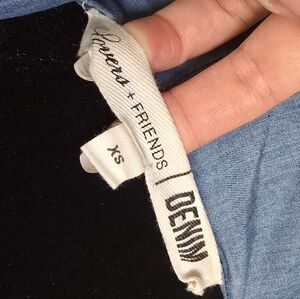 Lovers + FRIENDS | DENIM
XS